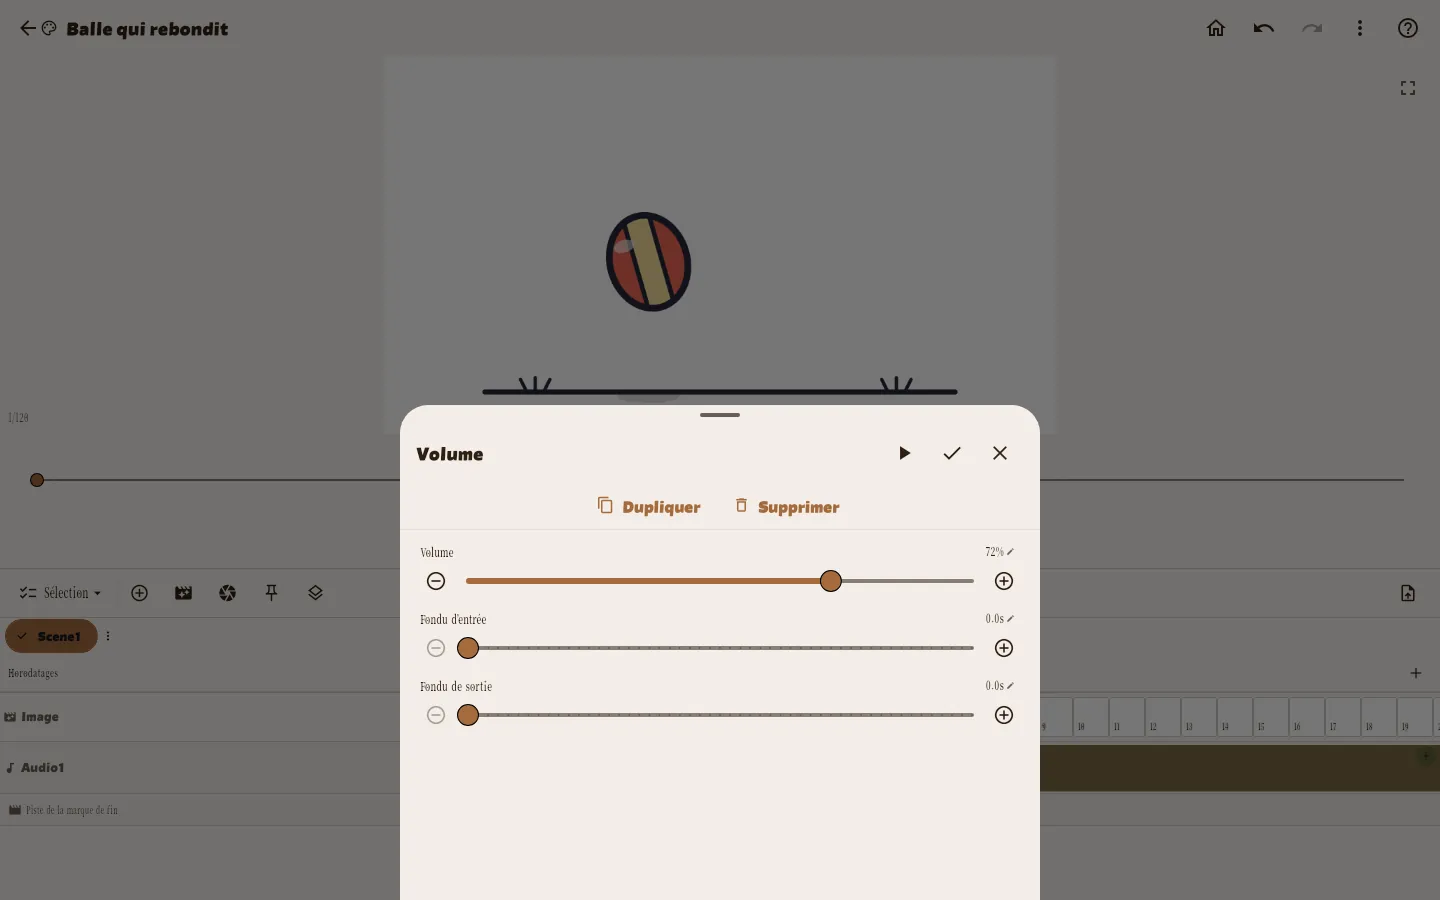 Balle qui rebondit
1/120
Volume
Dupliquer
Supprimer
Volume
72%
Fondu d'entrée
0.0s
Fondu de sortie
0.0s
Sélection
Scene1
Horodatages
Image
9 10 11 12 13 14 15 16 17 18 19
Audio1
Piste de la marque de fin